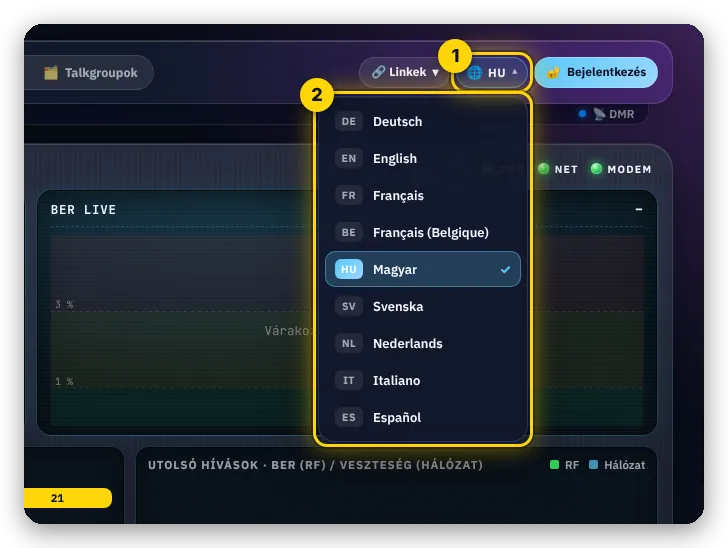 1
🗂️ Talkgroups
🔗 Linkek ▼
🌐 HU ▲
🔐 Bejelentkezés
2
📡 DMR
DE Deutsch
EN English
FR Français
BE Français (Belgique)
HU Magyar ✓
SV Svenska
NL Nederlands
IT Italiano
ES Español
NET
MODEM
BER LIVE
–
3 %
1 %
21
UTOLSÓ HÍVÁSOK · BER (RF) / VESZTESÉG (HÁLÓZAT)
RF
Hálózat